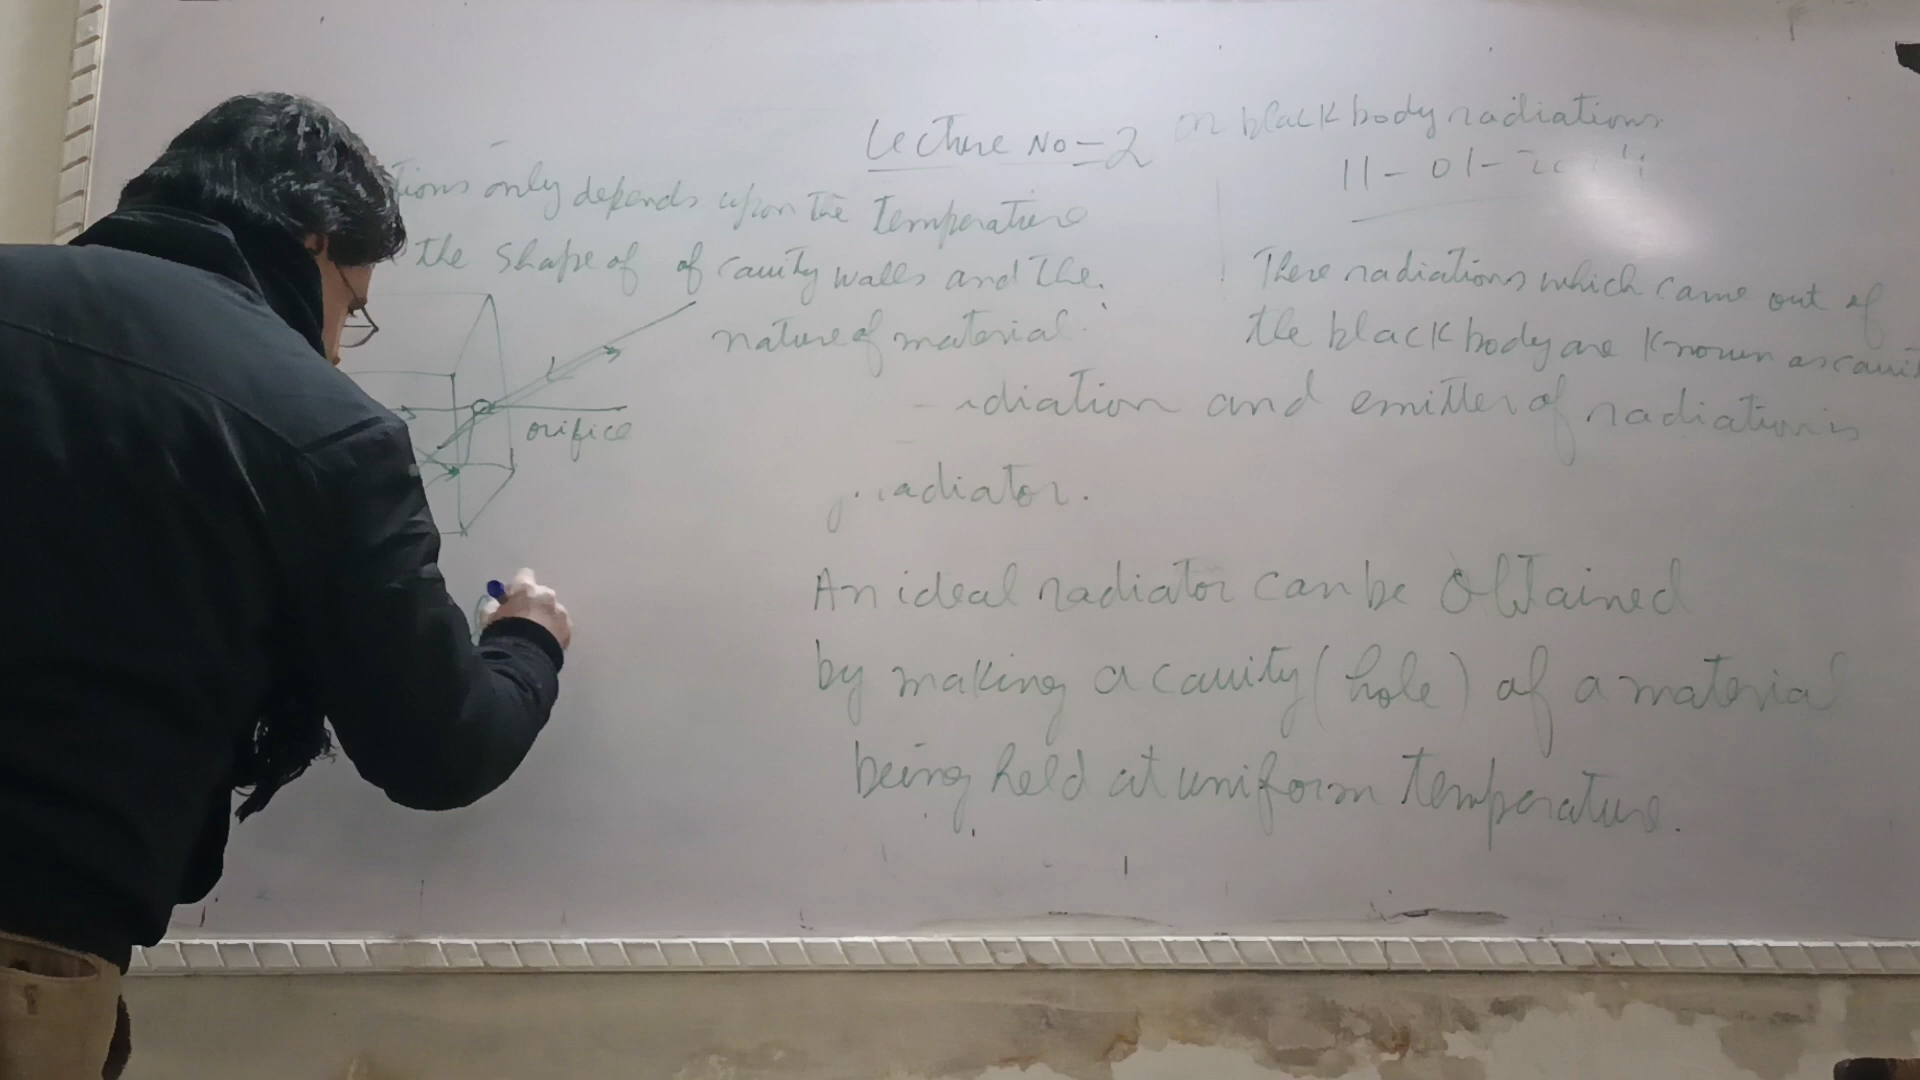 Lecture No=2 on black body radiations
11-01-
tions only depends upon the Temperature
the shape of of cavity walls and the
nature of material.
orifice
These radiations which came out of
the black body are Known as cavit
diation and emitter of radiation is
radiator.
An ideal radiator can be Obtained
by making a cavity (hole) of a material
being held at uniform temperature.